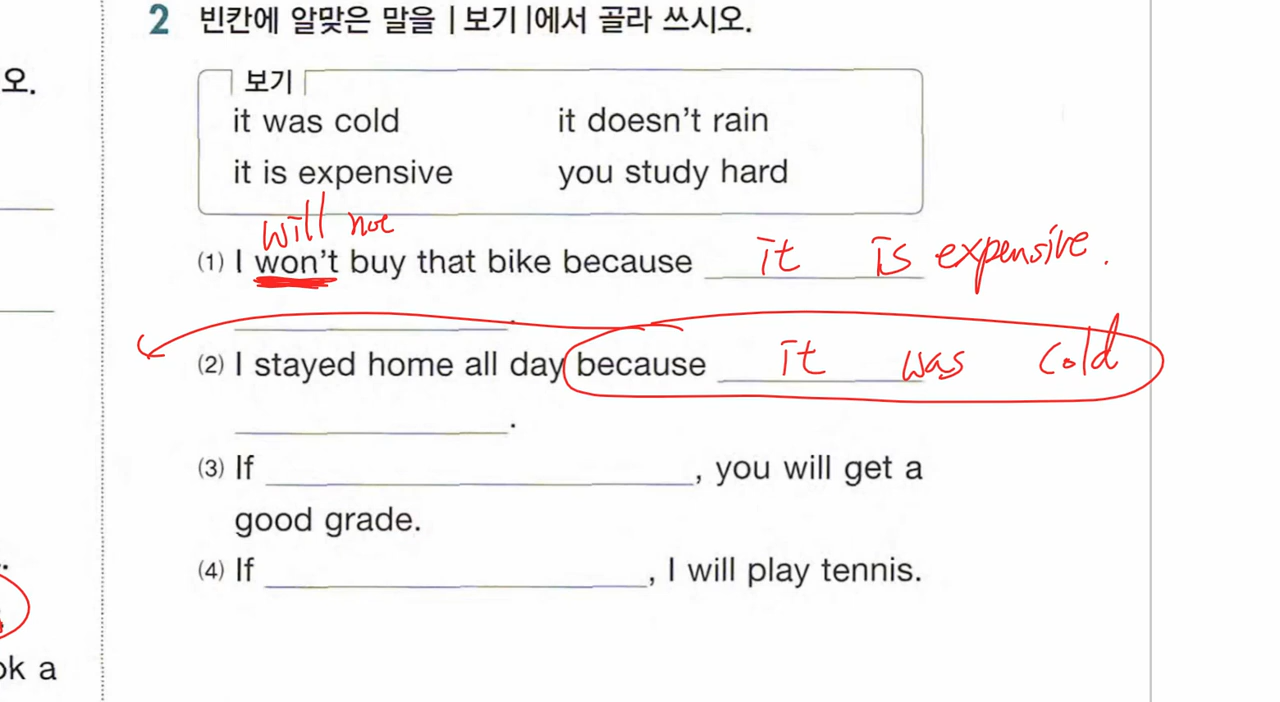 2 빈칸에 알맞은 말을 |보기|에서 골라 쓰시오.
오.
보기
it was cold it doesn't rain
it is expensive you study hard
will not
(1) I won't buy that bike because it is expensive.
.
(2) I stayed home all day because it was cold
.
(3) If ____, you will get a
good grade.
(4) If ____, I will play tennis.
ok a